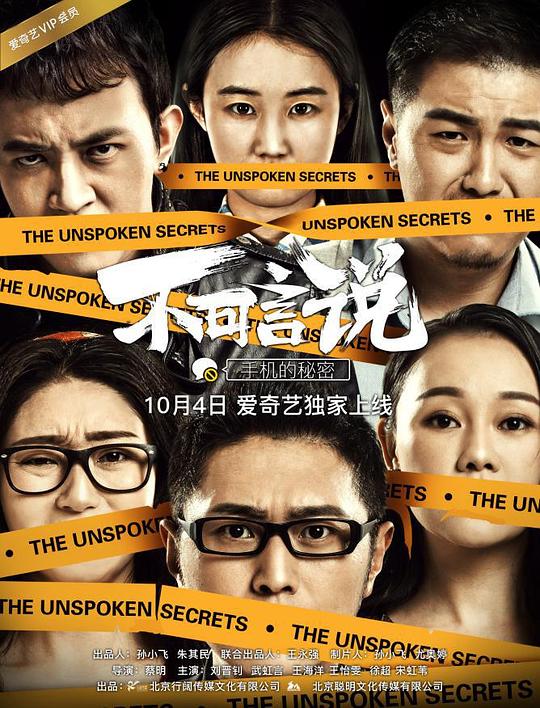 爱奇艺VIP会员
THE UNSPOKEN SECRETS • TH
THE UNSPOKEN SECRETS
UNSPOKEN SECRETS • THE
THE UNSPOKEN SE
不可言说
手机的秘密
10月4日 爱奇艺独家上线
ETS • THE UN
• THE UNSPOK
THE UNSPOKEN SECRETS • THE UNSPOKEN SECRETS
THE UNSPOKEN SECRETS
出品人：孙小飞 朱其民 联合出品人：王永强 制片人：孙小飞 尤奥婷
导演：蔡明 主演：刘晋钊 武虹言 王海洋 王怡雯 徐超 宋虹苇
出品： 北京行阔传媒文化有限公司 北京聪明文化传媒有限公司